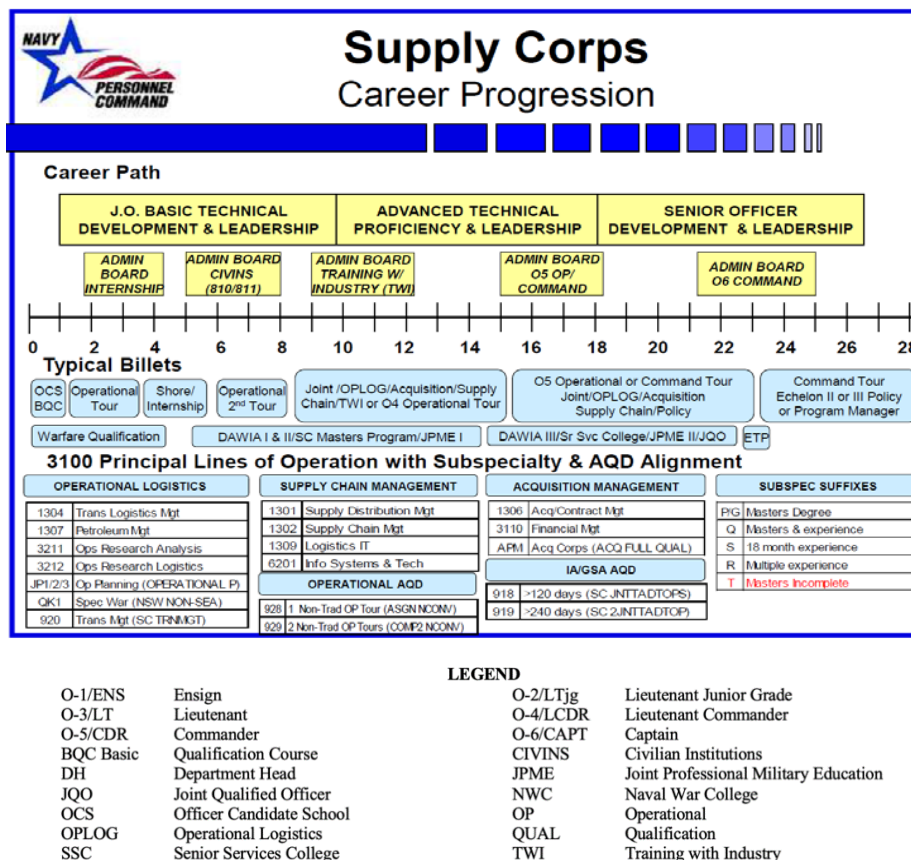 NAVY
PERSONNEL
COMMAND
Supply Corps
Career Progression
Career Path
J.O. BASIC TECHNICAL
DEVELOPMENT & LEADERSHIP
ADVANCED TECHNICAL
PROFICIENCY & LEADERSHIP
SENIOR OFFICER
DEVELOPMENT & LEADERSHIP
ADMIN
BOARD
INTERNSHIP
ADMIN BOARD
CIVINS
(810/811)
ADMIN BOARD
TRAINING W/
INDUSTRY (TWI)
ADMIN BOARD
O5 OP/
COMMAND
ADMIN BOARD
O6 COMMAND
0 2 4 6 8 10 12 14 16 18 20 22 24 26 28
Typical Billets
OCS
BQC
Operational
Tour
Shore/
Internship
Operational
2nd Tour
Joint /OPLOG/Acquisition/Supply
Chain/TWI or O4 Operational Tour
O5 Operational or Command Tour
Joint/OPLOG/Acquisition
Supply Chain/Policy
Command Tour
Echelon II or III Policy
or Program Manager
Warfare Qualification
DAWIA I & II/SC Masters Program/JPME I
DAWIA III/Sr Svc College/JPME II/JQO
ETP
3100 Principal Lines of Operation with Subspecialty & AQD Alignment
OPERATIONAL LOGISTICS
1304 Trans Logistics Mgt
1307 Petroleum Mgt
3211 Ops Research Analysis
3212 Ops Research Logistics
JP1/2/3 Op Planning (OPERATIONAL P)
QK1 Spec War (NSW NON-SEA)
920 Trans Mgt (SC TRNMGT)
SUPPLY CHAIN MANAGEMENT
1301 Supply Distribution Mgt
1302 Supply Chain Mgt
1309 Logistics IT
6201 Info Systems & Tech
OPERATIONAL AQD
928 1 Non-Trad OP Tour (ASGN NCONV)
929 2 Non-Trad OP Tours (COMP2 NCONV)
ACQUISITION MANAGEMENT
1306 Acq/Contract Mgt
3110 Financial Mgt
APM Acq Corps (ACQ FULL QUAL)
IA/GSA AQD
918 >120 days (SC JNTTADTOPS)
919 >240 days (SC 2JNTTADTOP)
SUBSPEC SUFFIXES
P/G Masters Degree
Q Masters & experience
S 18 month experience
R Multiple experience
T Masters Incomplete
LEGEND
O-1/ENS Ensign O-2/LTjg Lieutenant Junior Grade
O-3/LT Lieutenant O-4/LCDR Lieutenant Commander
O-5/CDR Commander O-6/CAPT Captain
BQC Basic Qualification Course CIVINS Civilian Institutions
DH Department Head JPME Joint Professional Military Education
JQO Joint Qualified Officer NWC Naval War College
OCS Officer Candidate School OP Operational
OPLOG Operational Logistics QUAL Qualification
SSC Senior Services College TWI Training with Industry